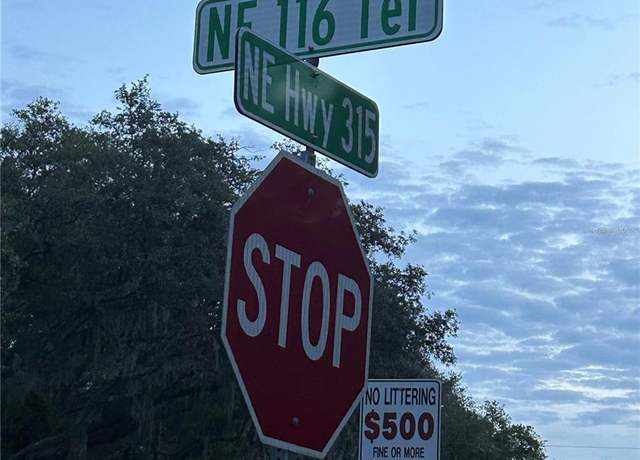 NE 116 Ter
NE Hwy 315
STOP
NO LITTERING
$500
FINE OR MORE